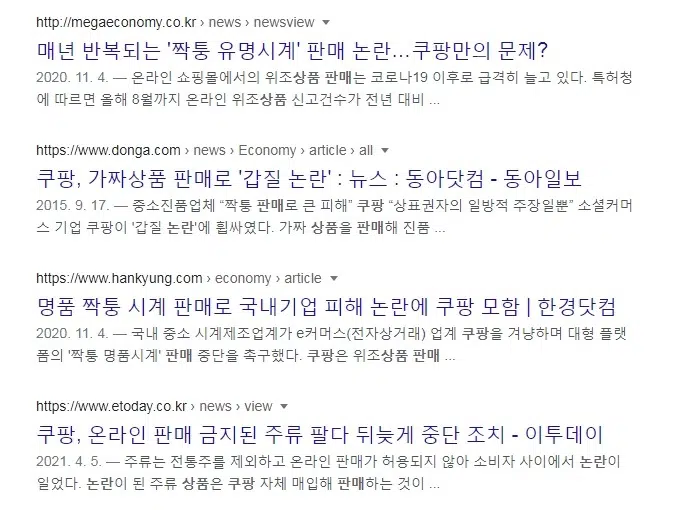 http://megaeconomy.co.kr › news › newsview
매년 반복되는 '짝퉁 유명시계' 판매 논란…쿠팡만의 문제?
2020. 11. 4. — 온라인 쇼핑몰에서의 위조상품 판매는 코로나19 이후로 급격히 늘고 있다. 특허청
에 따르면 올해 8월까지 온라인 위조상품 신고건수가 전년 대비 ...
https://www.donga.com › news › Economy › article › all
쿠팡, 가짜상품 판매로 '갑질 논란' : 뉴스 : 동아닷컴 - 동아일보
2015. 9. 17. — 중소진품업체 “짝퉁 판매로 큰 피해” 쿠팡 “상표권자의 일방적 주장일뿐” 소셜커머
스 기업 쿠팡이 '갑질 논란'에 휩싸였다. 가짜 상품을 판매해 진품 ...
https://www.hankyung.com › economy › article
명품 짝퉁 시계 판매로 국내기업 피해 논란에 쿠팡 모함 | 한경닷컴
2020. 11. 4. — 국내 중소 시계제조업계가 e커머스(전자상거래) 업계 쿠팡을 겨냥하며 대형 플랫
폼의 '짝퉁 명품시계' 판매 중단을 촉구했다. 쿠팡은 위조상품 판매 ...
https://www.etoday.co.kr › news › view
쿠팡, 온라인 판매 금지된 주류 팔다 뒤늦게 중단 조치 - 이투데이
2021. 4. 5. — 주류는 전통주를 제외하고 온라인 판매가 허용되지 않아 소비자 사이에서 논란이
일었다. 논란이 된 주류 상품은 쿠팡 자체 매입해 판매하는 것이 ...